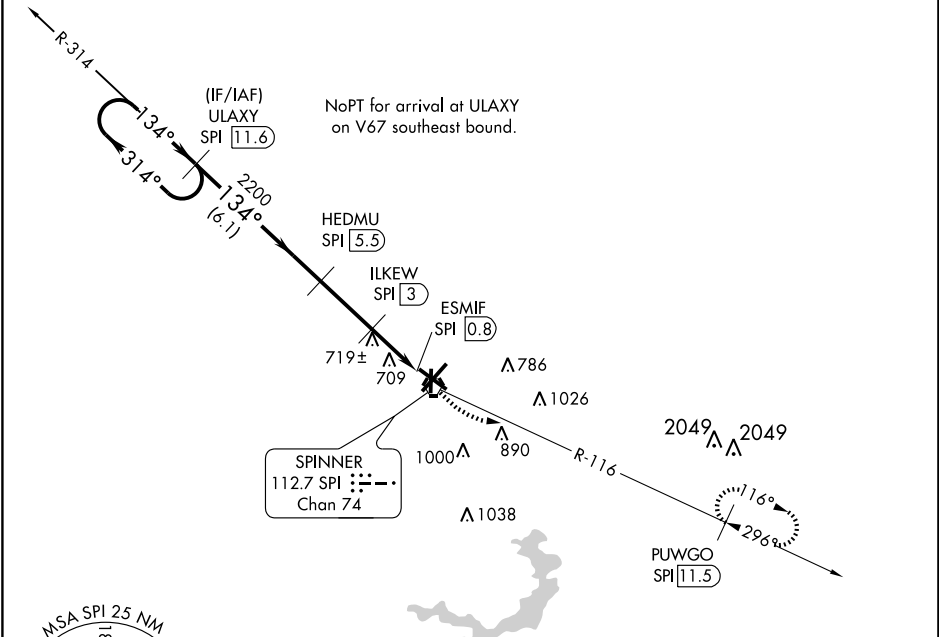 R-314
(IF/IAF)
ULAXY
SPI 11.6
NoPT for arrival at ULAXY
on V67 southeast bound.
134°
314°
2200
134°
(6.1)
HEDMU
SPI 5.5
ILKEW
SPI 3
ESMIF
SPI 0.8
719±
709
786
1026
2049
2049
890
1000
R-116
SPINNER
112.7 SPI
Chan 74
1038
116°
296°
PUWGO
SPI 11.5
MSA SPI 25 NM